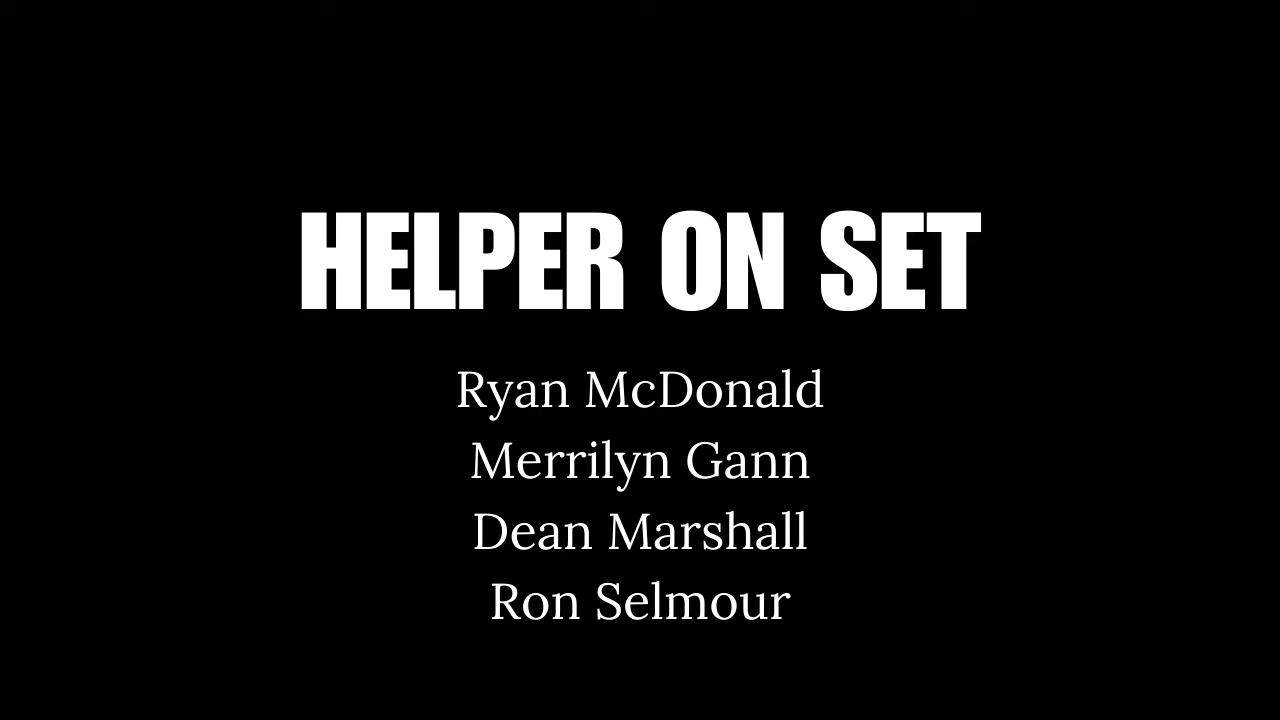 HELPER ON SET
Ryan McDonald
Merrilyn Gann
Dean Marshall
Ron Selmour